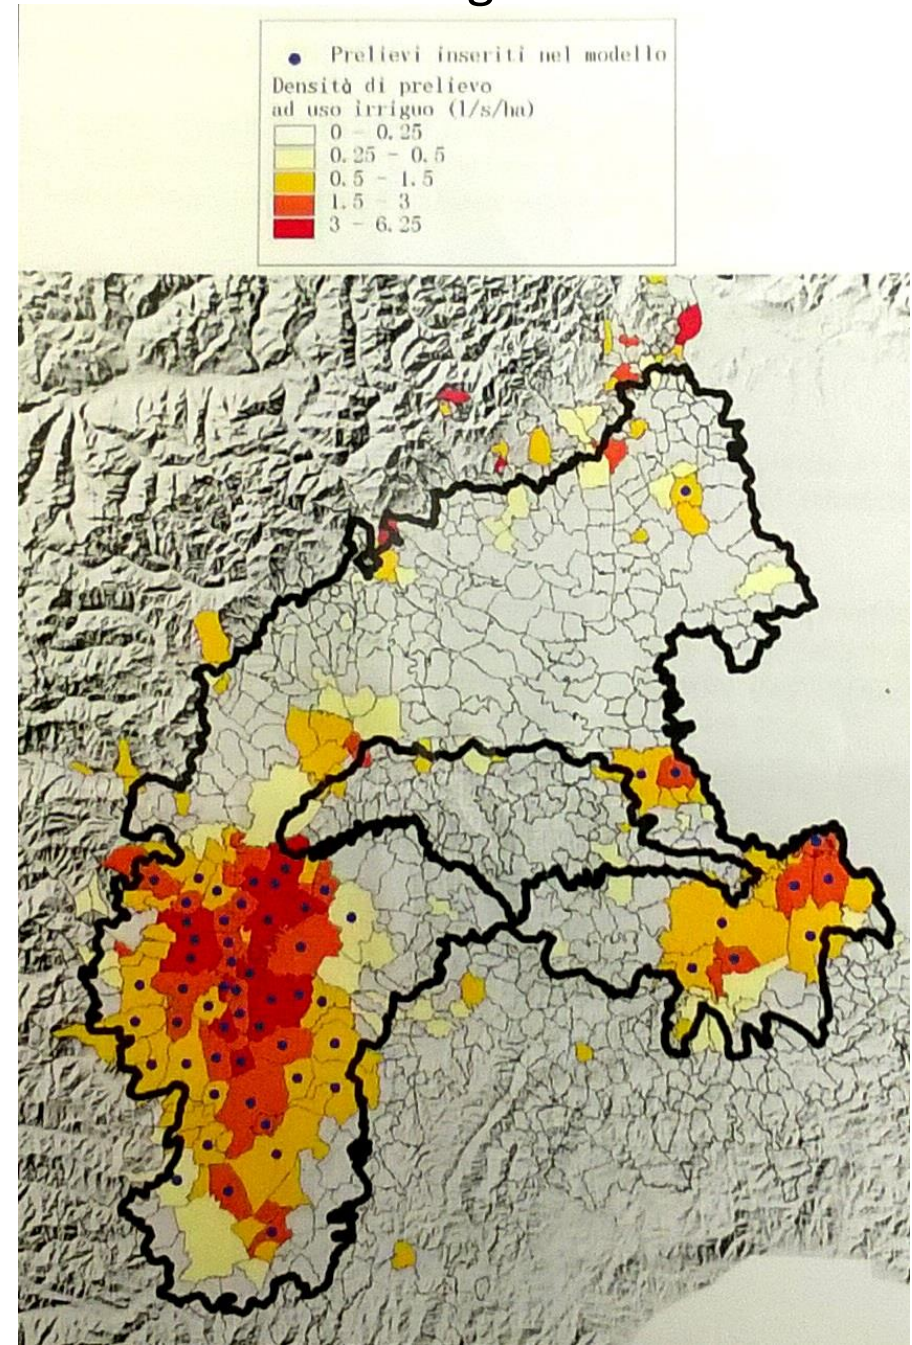 g
Prelievi inseriti nel modello
Densità di prelievo
ad uso irriguo (l/s/ha)
0 - 0.25
0.25 - 0.5
0.5 - 1.5
1.5 - 3
3 - 6.25